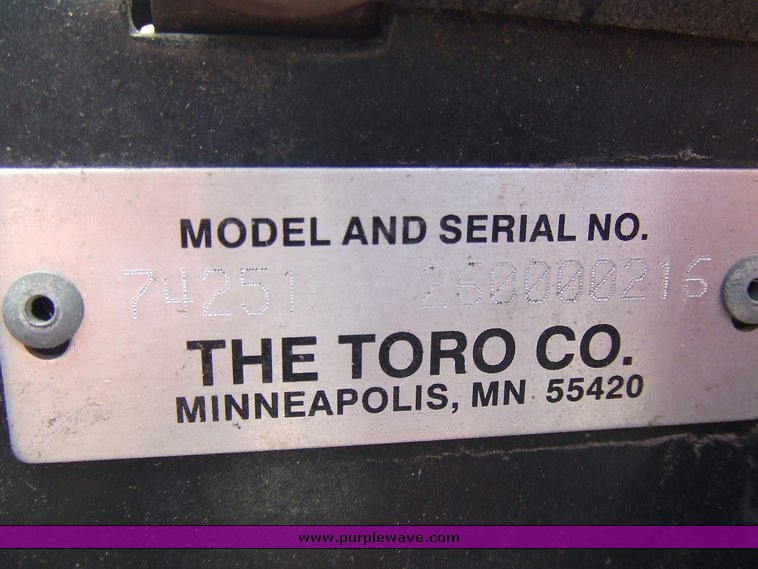 MODEL AND SERIAL NO.
74251 260000216
THE TORO CO.
MINNEAPOLIS, MN 55420
www.purplewave.com